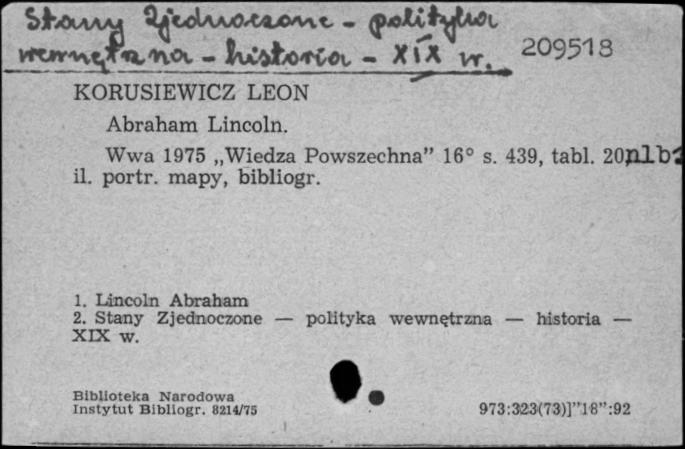 Stany Zjednoczone - polityka
wewnętrzna - historia - XIX w.
209518
KORUSIEWICZ LEON
Abraham Lincoln.
Wwa 1975 „Wiedza Powszechna” 16° s. 439, tabl. 20, nlb 2
il. portr. mapy, bibliogr.
1. Lincoln Abraham
2. Stany Zjednoczone — polityka wewnętrzna — historia —
XIX w.
Biblioteka Narodowa
Instytut Bibliogr. 8214/75
973:323(73)]”18”:92